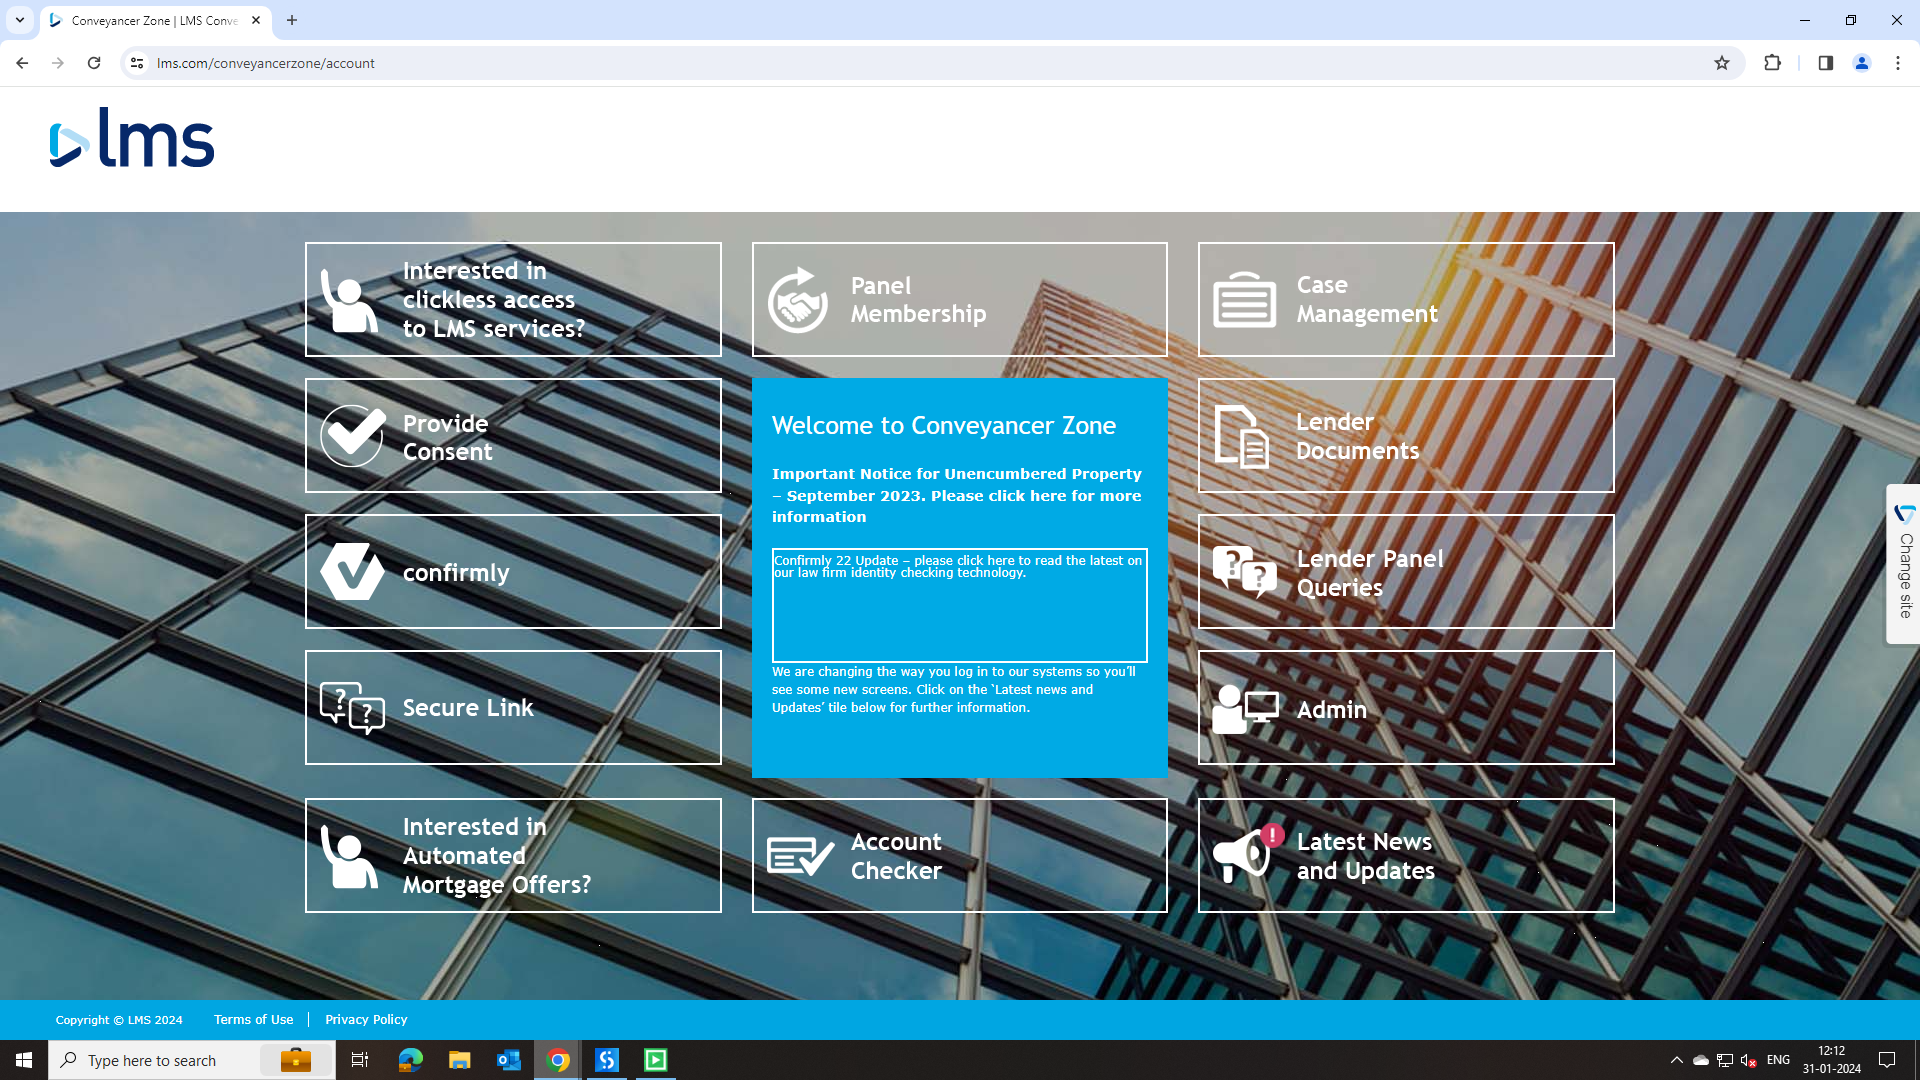 Conveyancer Zone | LMS Conve
lms.com/conveyancerzone/account
lms
Interested in
clickless access
to LMS services?
Panel
Membership
Case
Management
Provide
Consent
Welcome to Conveyancer Zone
Important Notice for Unencumbered Property
– September 2023. Please click here for more
information
Confirmly 22 Update – please click here to read the latest on
our law firm identity checking technology.
We are changing the way you log in to our systems so you’ll
see some new screens. Click on the ‘Latest news and
Updates’ tile below for further information.
Lender
Documents
confirmly
Lender Panel
Queries
Secure Link
Admin
Interested in
Automated
Mortgage Offers?
Account
Checker
Latest News
and Updates
Change site
Copyright © LMS 2024
Terms of Use
Privacy Policy
Type here to search
ENG
12:12
31-01-2024